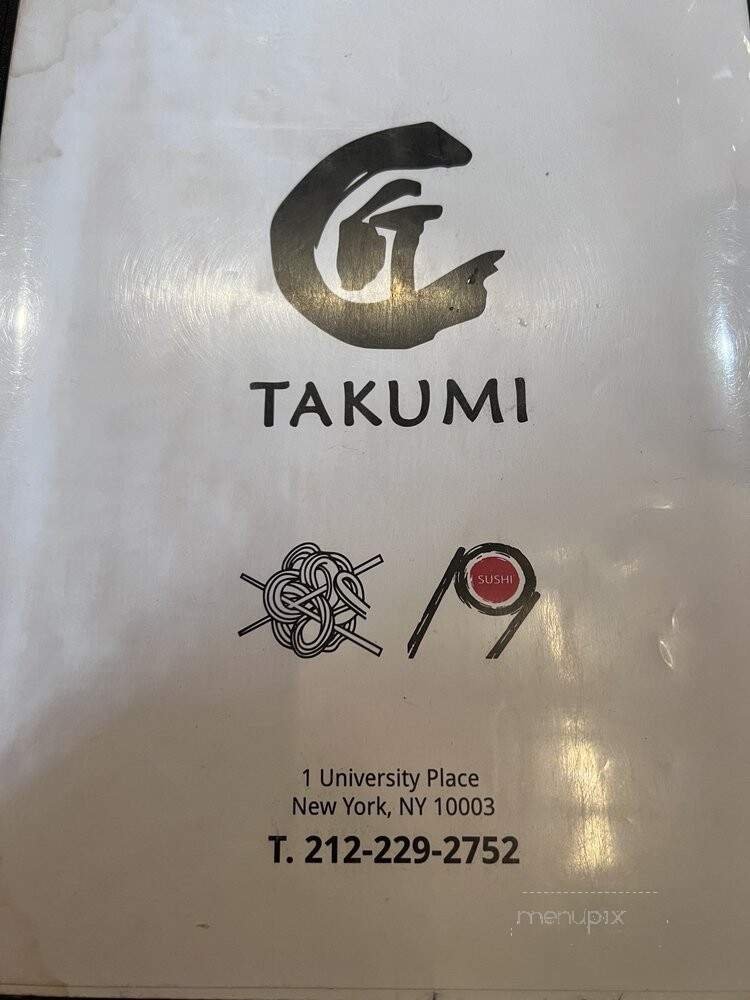 TAKUMI
SUSHI
1 University Place
New York, NY 10003
T. 212-229-2752
menupix